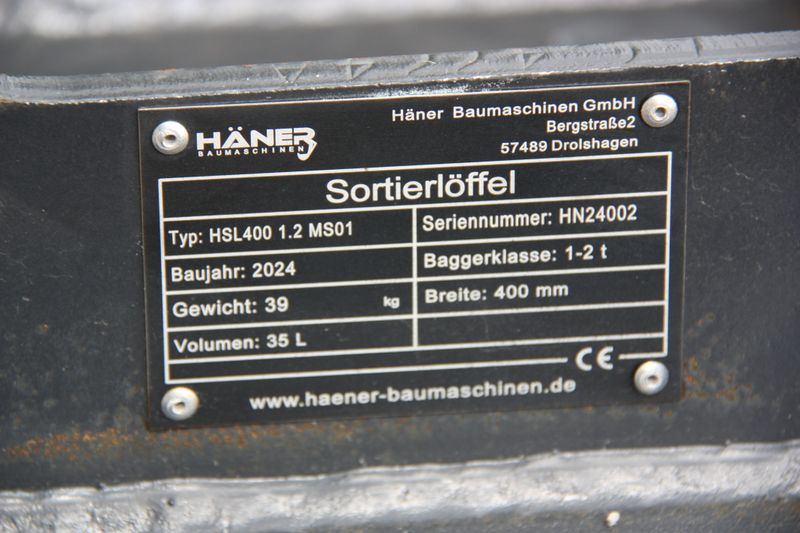 HÄNER
BAUMASCHINEN
Häner Baumaschinen GmbH
Bergstraße2
57489 Drolshagen
Sortierlöffel
Typ: HSL400 1.2 MS01
Seriennummer: HN24002
Baujahr: 2024
Baggerklasse: 1-2 t
Gewicht: 39 kg
Breite: 400 mm
Volumen: 35 L
CE
www.haener-baumaschinen.de